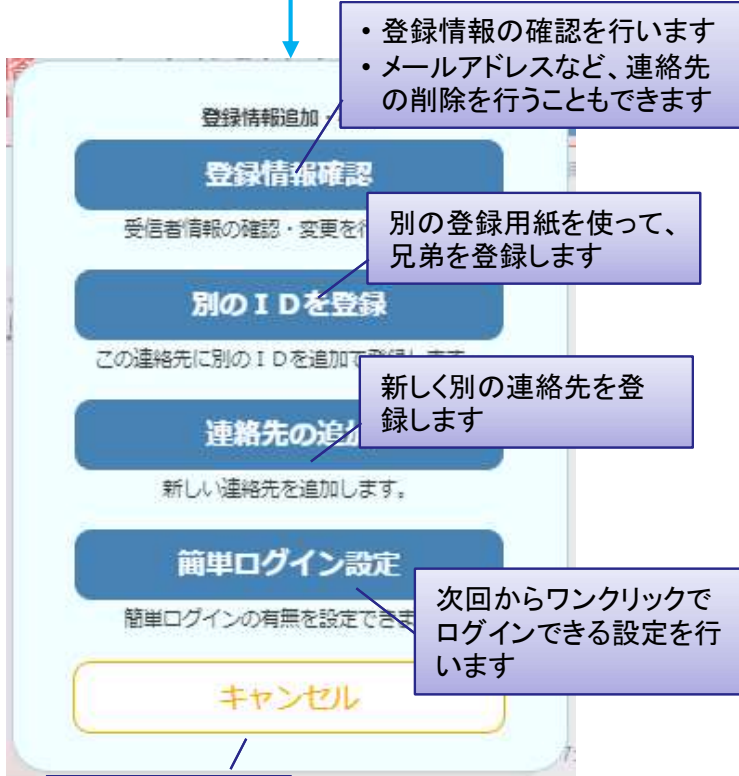 ・登録情報の確認を行います
・メールアドレスなど、連絡先
の削除を行うこともできます
登録情報追加・
登録情報確認
受信者情報の確認・変更を行
別の登録用紙を使って、
兄弟を登録します
別のＩＤを登録
この連絡先に別のＩＤを追加で登録します
新しく別の連絡先を登
録します
連絡先の追加
新しい連絡先を追加します。
簡単ログイン設定
簡単ログインの有無を設定できま
次回からワンクリックで
ログインできる設定を行
います
キャンセル